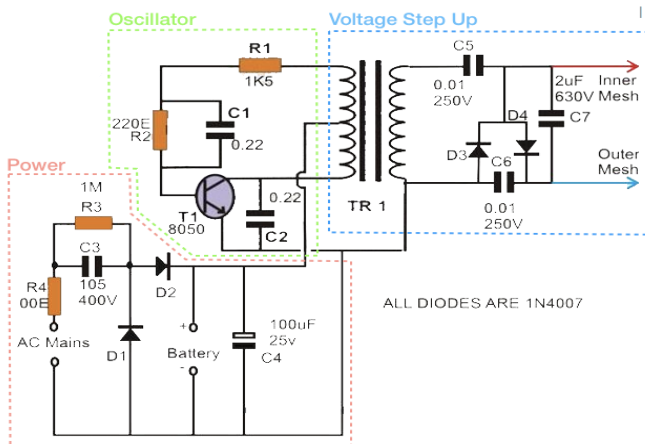 Oscillator
Voltage Step Up
R1
1K5
C5
0.01
250V
2uF
630V
Inner
Mesh
C1
0.22
220E
R2
D4
C7
D3
C6
Outer
Mesh
Power
1M
R3
T1
8050
0.22
C2
TR 1
0.01
250V
C3
105
400V
R4
00E
D2
ALL DIODES ARE 1N4007
AC Mains
D1
+
Battery
-
100uF
25v
C4